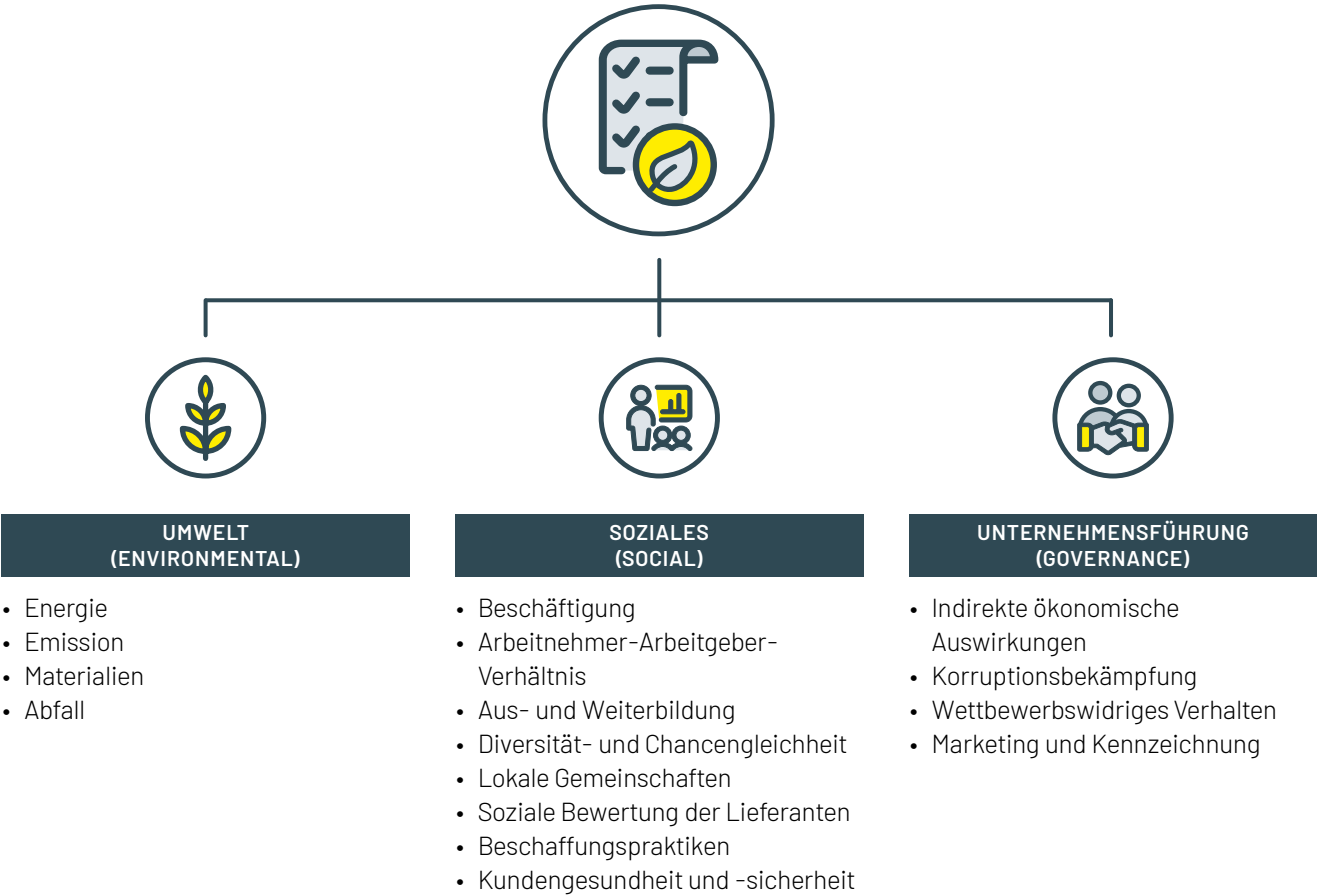 UMWELT
(ENVIRONMENTAL)
• Energie
• Emission
• Materialien
• Abfall
SOZIALES
(SOCIAL)
• Beschäftigung
• Arbeitnehmer-Arbeitgeber-
Verhältnis
• Aus- und Weiterbildung
• Diversität- und Chancengleichheit
• Lokale Gemeinschaften
• Soziale Bewertung der Lieferanten
• Beschaffungspraktiken
• Kundengesundheit und -sicherheit
UNTERNEHMENSFÜHRUNG
(GOVERNANCE)
• Indirekte ökonomische
Auswirkungen
• Korruptionsbekämpfung
• Wettbewerbswidriges Verhalten
• Marketing und Kennzeichnung